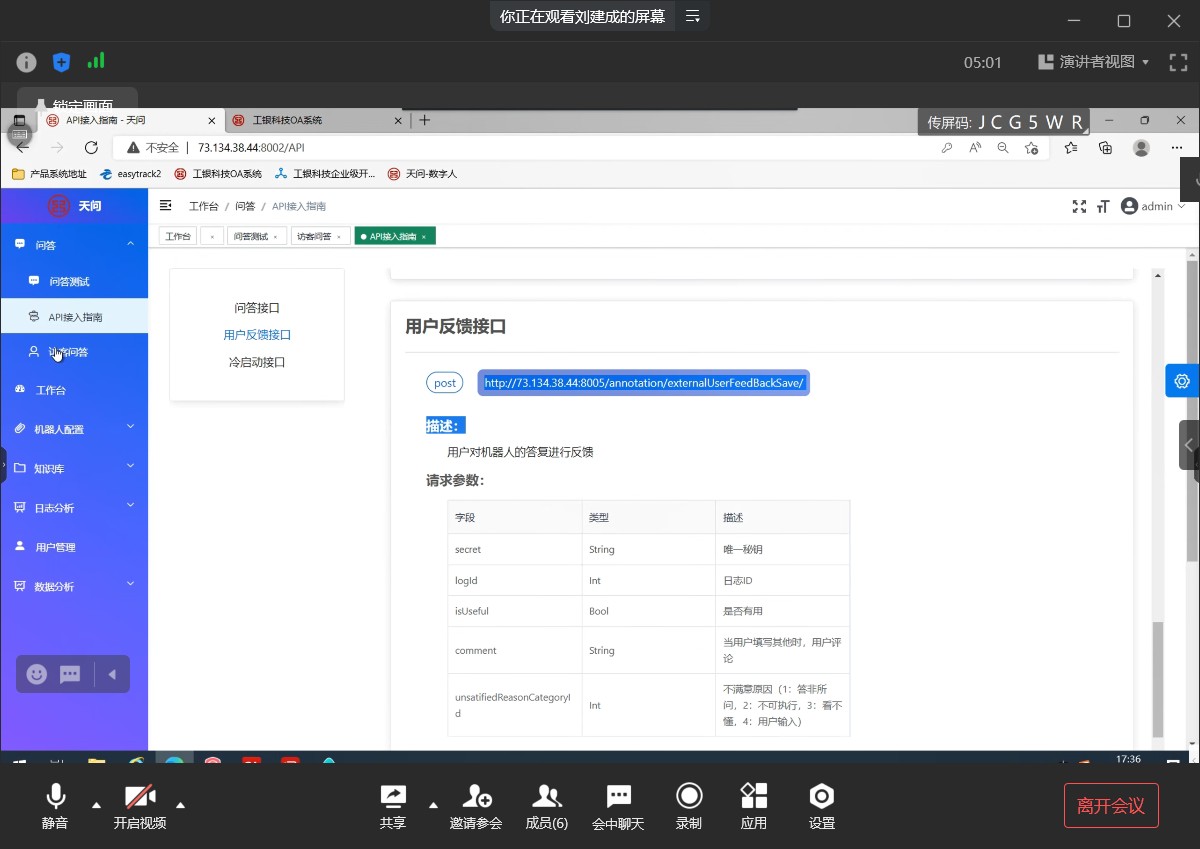 你正在观看刘建成的屏幕
05:01
演讲者视图
锁定画面
API接入指南 - 天问
工银科技OA系统
传屏码: J C G 5 W R
不安全
73.134.38.44:8002/API
产品系统地址
easytrack2
工银科技OA系统
工银科技企业级开...
天问-数字人
天问
工作台 / 问答 / API接入指南
admin
工作台
问答测试
访客问答
API接入指南
问答
问答测试
API接入指南
访客问答
工作台
机器人配置
知识库
日志分析
用户管理
数据分析
问答接口
用户反馈接口
冷启动接口
用户反馈接口
post
http://73.134.38.44:8005/annotation/externalUserFeedBackSave/
描述：
用户对机器人的答复进行反馈
请求参数：
字段 类型 描述
secret String 唯一秘钥
logId Int 日志ID
isUseful Bool 是否有用
comment String 当用户填写其他时，用户评
论
unsatifiedReasonCategoryI
d
Int
不满意原因（1：答非所
问，2：不可执行，3：看不
懂，4：用户输入）
17:36
静音
开启视频
共享
邀请参会
成员(6)
会中聊天
录制
应用
设置
离开会议